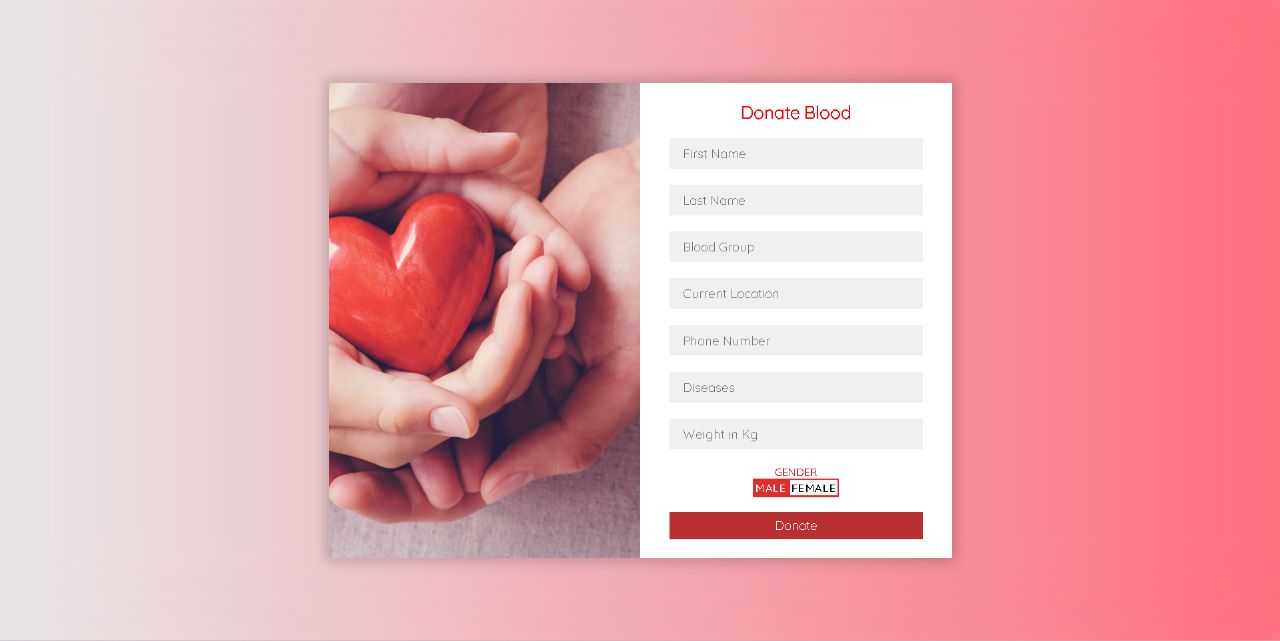 Donate Blood
First Name
Last Name
Blood Group
Current Location
Phone Number
Diseases
Weight in Kg
GENDER
MALE FEMALE
Donate